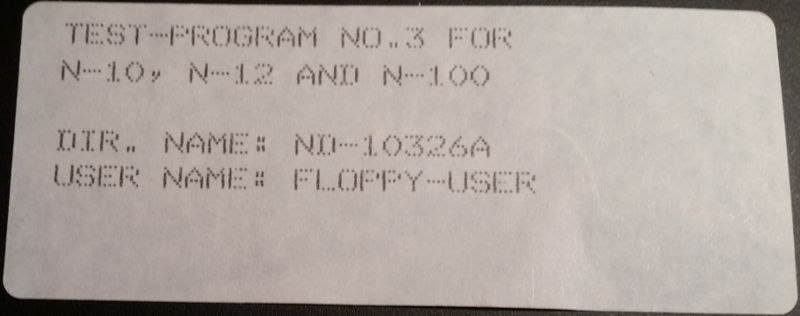 TEST-PROGRAM NO.3 FOR
N-10, N-12 AND N-100
DIR. NAME: ND-10326A
USER NAME: FLOPPY-USER